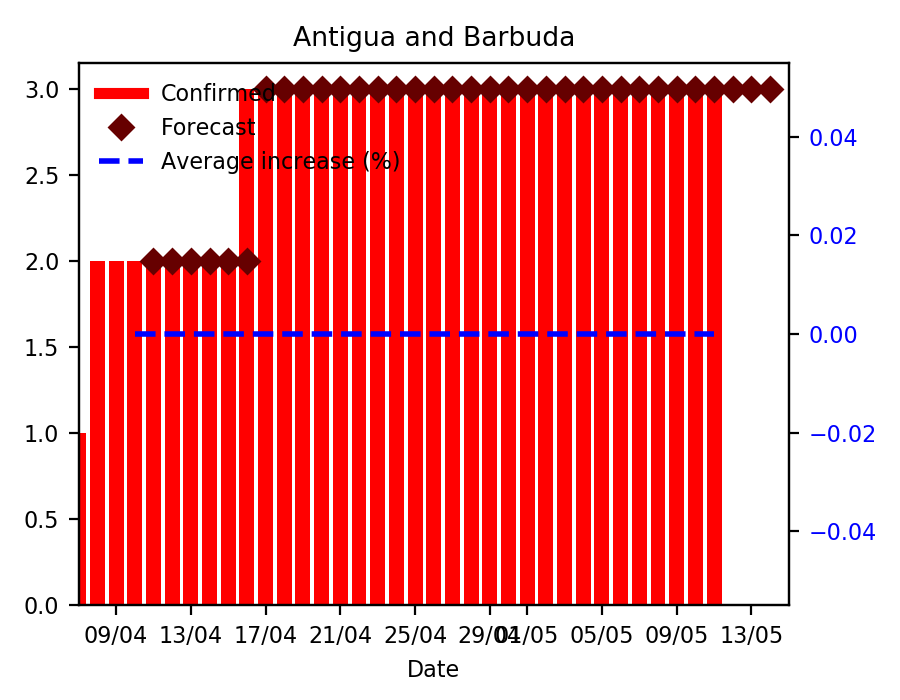 Antigua and Barbuda
Confirmed
Forecast
Average increase (%)
3.0
2.5
2.0
1.5
1.0
0.5
0.0
0.04
0.02
0.00
−0.02
−0.04
09/04 13/04 17/04 21/04 25/04 29/04 01/05 05/05 09/05 13/05
Date